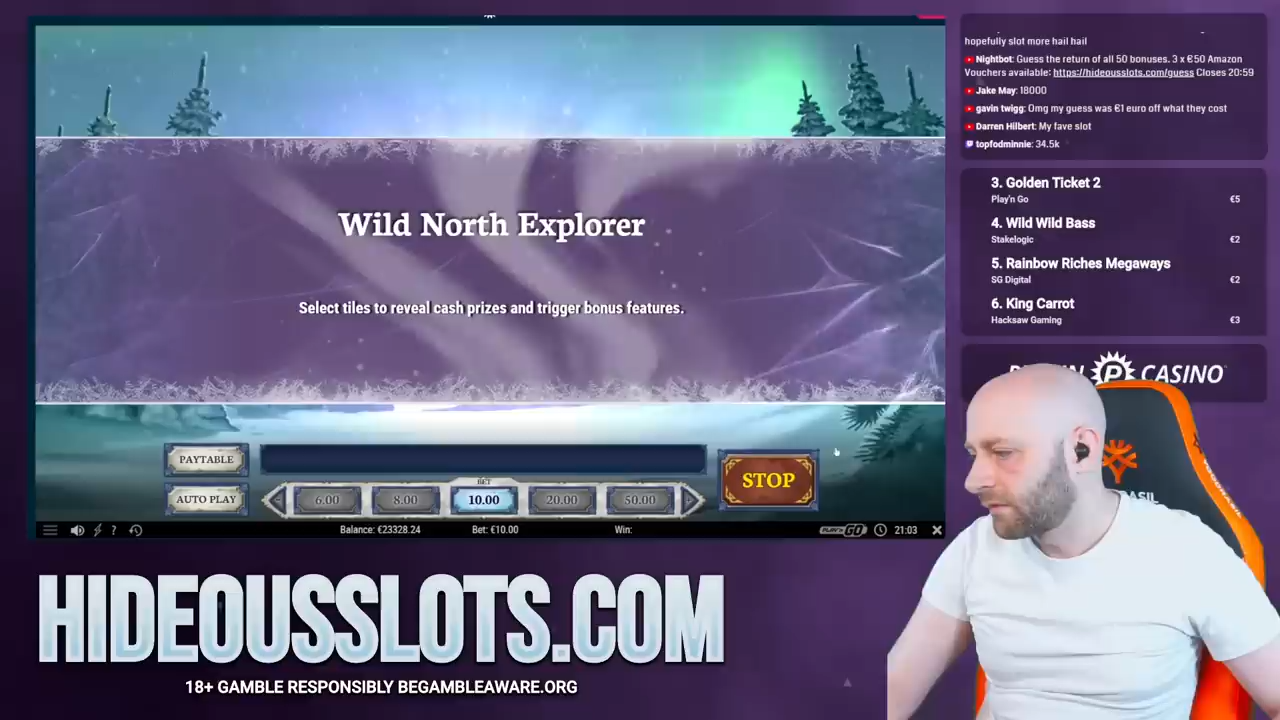 hopefully slot more hail hail
Nightbot: Guess the return of all 50 bonuses. 3 x €50 Amazon
Vouchers available: https://hideousslots.com/guess Closes 20:59
Jake May: 18000
gavin twigg: Omg my guess was €1 euro off what they cost
Darren Hilbert: My fave slot
topfodminnie: 34.5k
3. Golden Ticket 2
Play'n Go €5
4. Wild Wild Bass
Stakelogic €2
5. Rainbow Riches Megaways
SG Digital €2
6. King Carrot
Hacksaw Gaming €3
CASINO
Wild North Explorer
Select tiles to reveal cash prizes and trigger bonus features.
PAYTABLE
STOP
BET
AUTO PLAY 6.00 8.00 10.00 20.00 50.00
? Balance: €23328.24 Bet: €10.00 Win: PLAY'N GO 21:03
HIDEOUSSLOTS.COM
18+ GAMBLE RESPONSIBLY BEGAMBLEAWARE.ORG